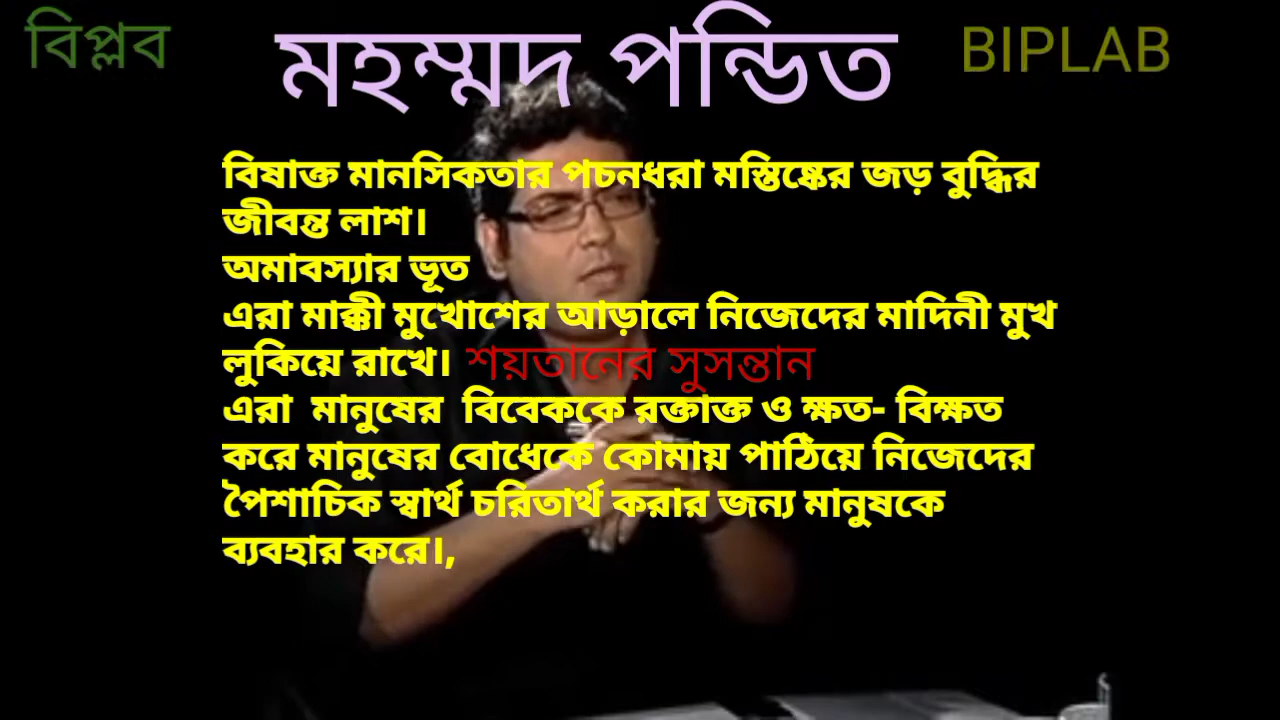 বিপ্লব
মহম্মদ পন্ডিত
BIPLAB
বিষাক্ত মানসিকতার পচনধরা মস্তিষ্কের জড় বুদ্ধির
জীবন্ত লাশ।
অমাবস্যার ভূত
এরা মাক্কী মুখোশের আড়ালে নিজেদের মাদিনী মুখ
লুকিয়ে রাখে। শয়তানের সুসন্তান
এরা মানুষের বিবেককে রক্তাক্ত ও ক্ষত- বিক্ষত
করে মানুষের বোধেকে কোমায় পাঠিয়ে নিজেদের
পৈশাচিক স্বার্থ চরিতার্থ করার জন্য মানুষকে
ব্যবহার করে।,